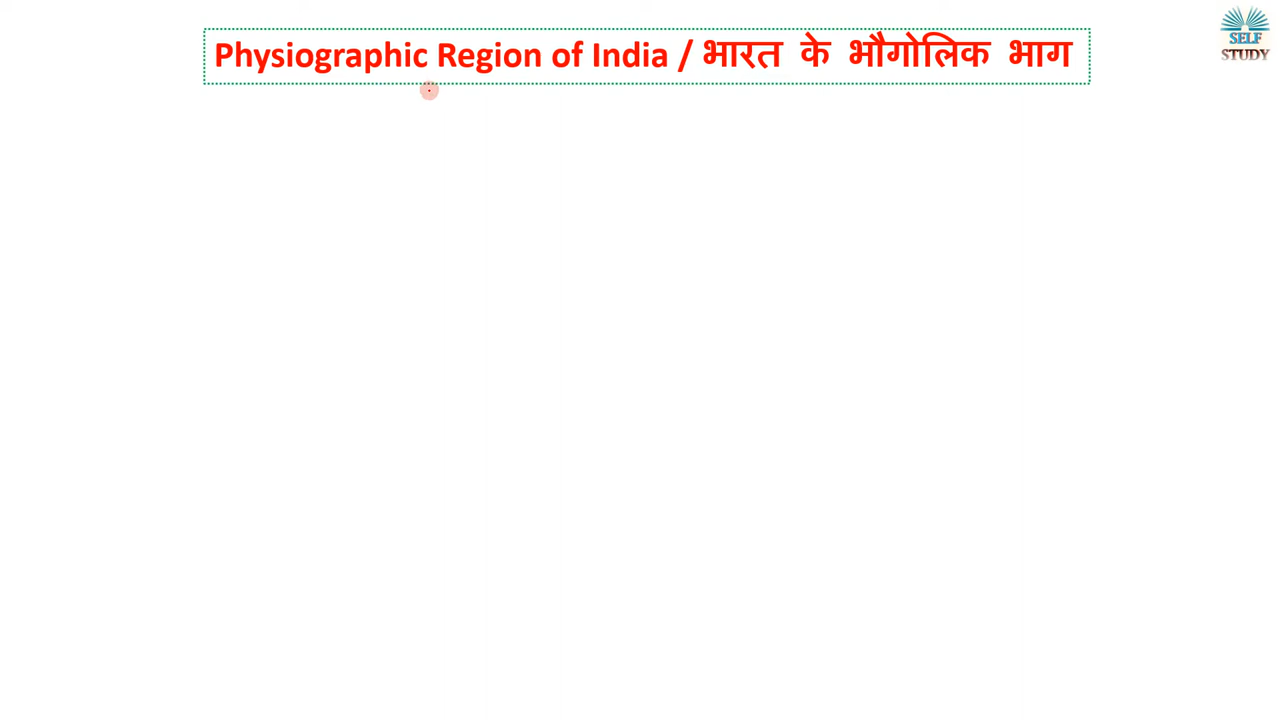 Physiographic Region of India / भारत के भौगोलिक भाग
SELF
STUDY